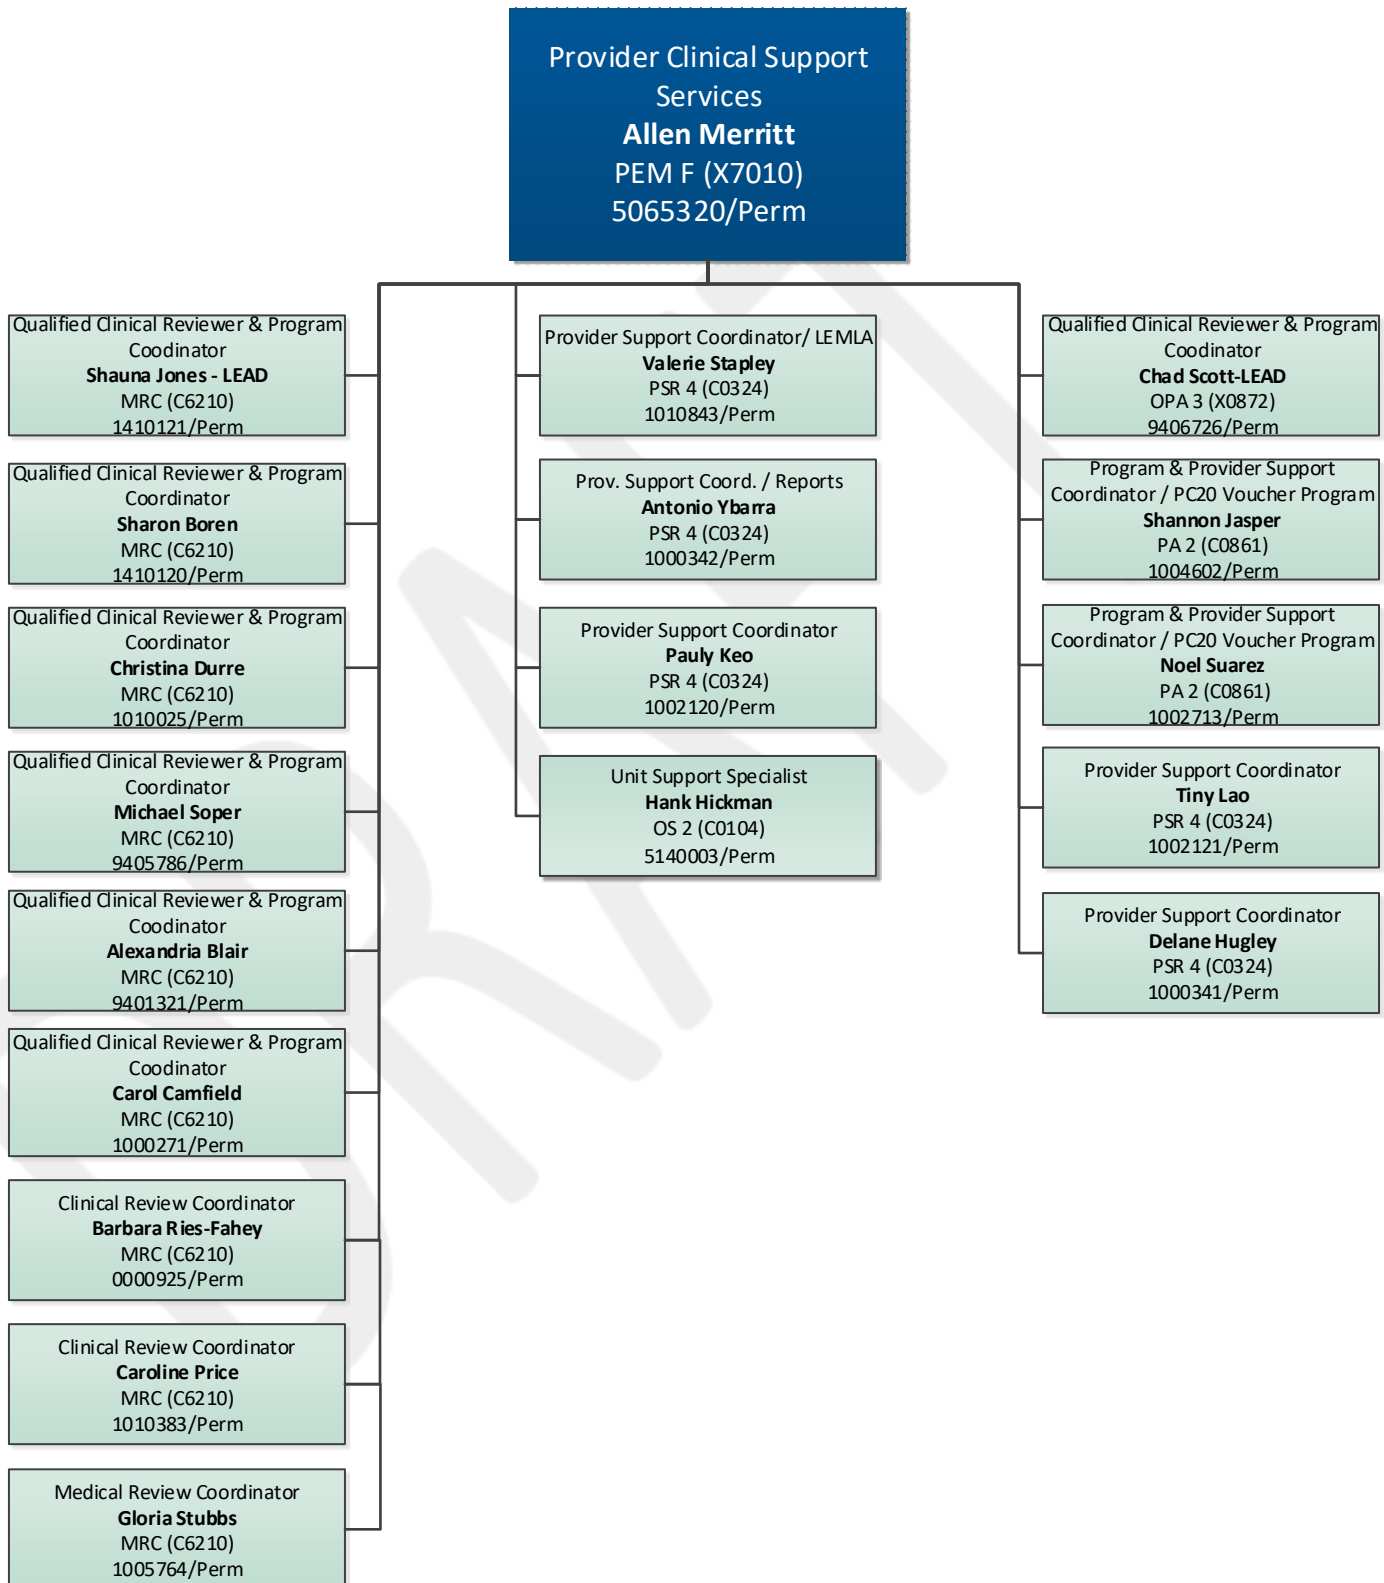 Provider Clinical Support
Services
Allen Merritt
PEM F (X7010)
5065320/Perm
Qualified Clinical Reviewer & Program
Coodinator
Shauna Jones - LEAD
MRC (C6210)
1410121/Perm
Qualified Clinical Reviewer & Program
Coordinator
Sharon Boren
MRC (C6210)
1410120/Perm
Qualified Clinical Reviewer & Program
Coordinator
Christina Durre
MRC (C6210)
1010025/Perm
Qualified Clinical Reviewer & Program
Coordinator
Michael Soper
MRC (C6210)
9405786/Perm
Qualified Clinical Reviewer & Program
Coodinator
Alexandria Blair
MRC (C6210)
9401321/Perm
Qualified Clinical Reviewer & Program
Coodinator
Carol Camfield
MRC (C6210)
1000271/Perm
Clinical Review Coordinator
Barbara Ries-Fahey
MRC (C6210)
0000925/Perm
Clinical Review Coordinator
Caroline Price
MRC (C6210)
1010383/Perm
Medical Review Coordinator
Gloria Stubbs
MRC (C6210)
1005764/Perm
Provider Support Coordinator/ LEMLA
Valerie Stapley
PSR 4 (C0324)
1010843/Perm
Prov. Support Coord. / Reports
Antonio Ybarra
PSR 4 (C0324)
1000342/Perm
Provider Support Coordinator
Pauly Keo
PSR 4 (C0324)
1002120/Perm
Unit Support Specialist
Hank Hickman
OS 2 (C0104)
5140003/Perm
Qualified Clinical Reviewer & Program
Coodinator
Chad Scott-LEAD
OPA 3 (X0872)
9406726/Perm
Program & Provider Support
Coordinator / PC20 Voucher Program
Shannon Jasper
PA 2 (C0861)
1004602/Perm
Program & Provider Support
Coordinator / PC20 Voucher Program
Noel Suarez
PA 2 (C0861)
1002713/Perm
Provider Support Coordinator
Tiny Lao
PSR 4 (C0324)
1002121/Perm
Provider Support Coordinator
Delane Hugley
PSR 4 (C0324)
1000341/Perm
DRAFT